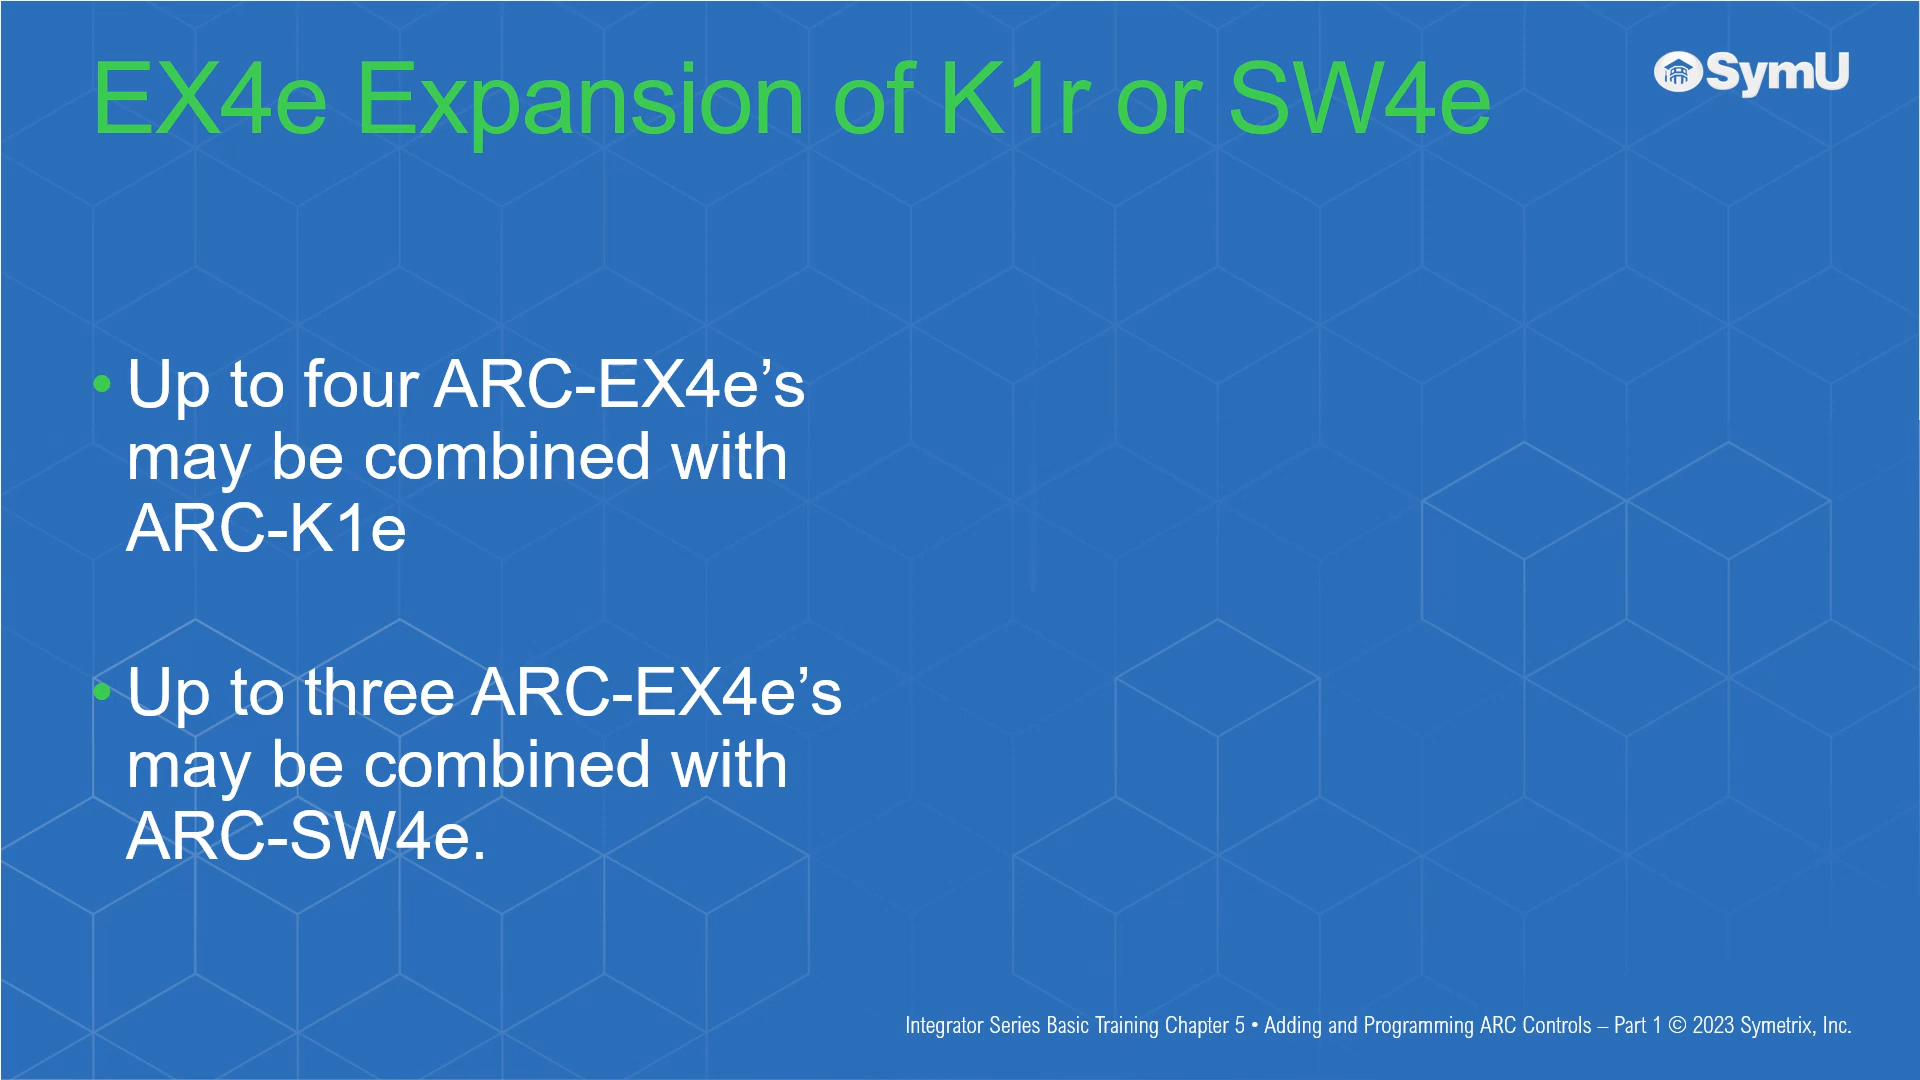 EX4e Expansion of K1r or SW4e
SymU
• Up to four ARC-EX4e’s
may be combined with
ARC-K1e
• Up to three ARC-EX4e’s
may be combined with
ARC-SW4e.
Integrator Series Basic Training Chapter 5 • Adding and Programming ARC Controls – Part 1 © 2023 Symetrix, Inc.